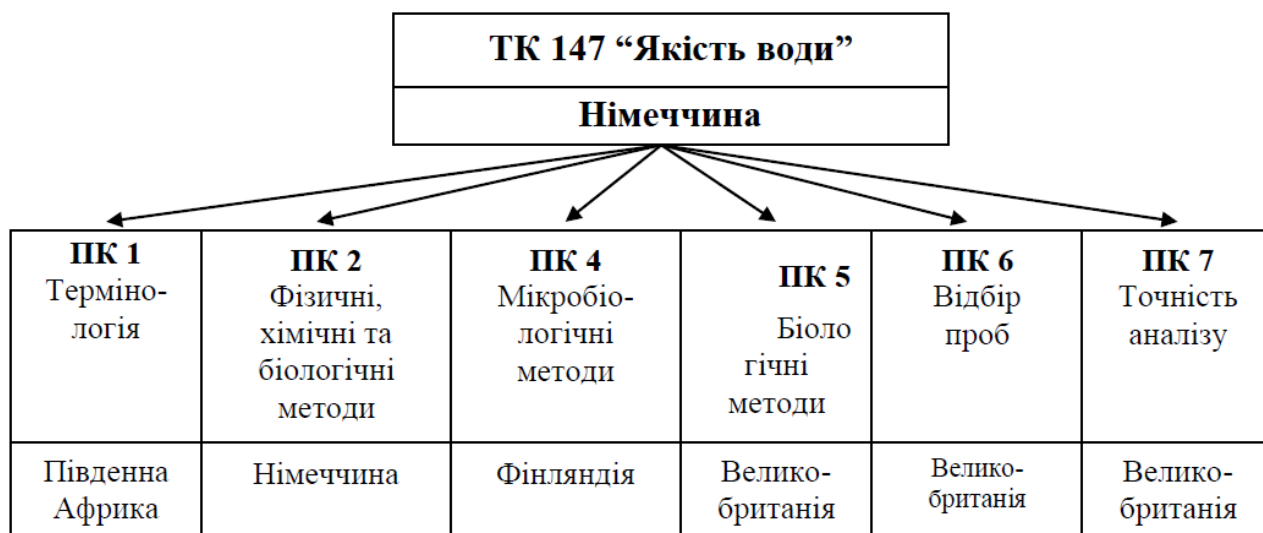 ТК 147 “Якість води”
Німеччина
ПК 1
Терміно-
логія
ПК 2
Фізичні,
хімічні та
біологічні
методи
ПК 4
Мікробіо-
логічні
методи
ПК 5
Біоло
гічні
методи
ПК 6
Відбір
проб
ПК 7
Точність
аналізу
Південна
Африка
Німеччина
Фінляндія
Велико-
британія
Велико-
британія
Велико-
британія